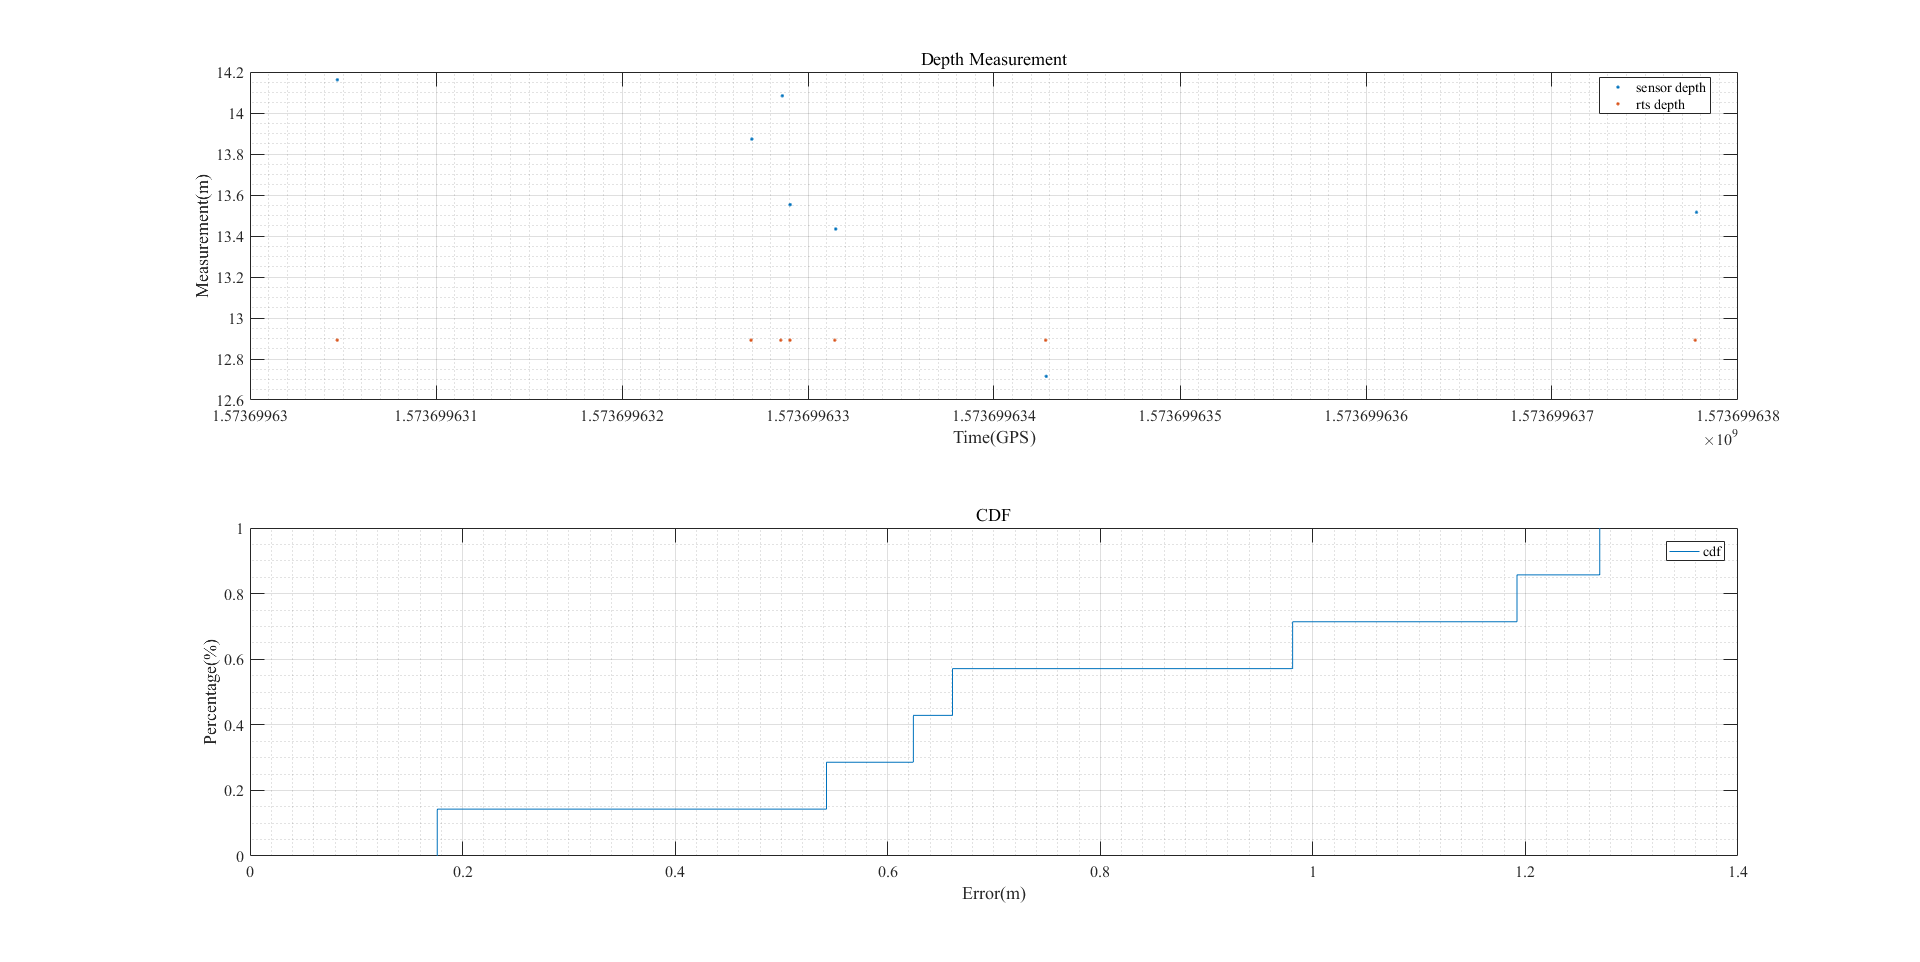 Depth Measurement
14.2
14
13.8
13.6
13.4
13.2
13
12.8
12.6
Measurement(m)
sensor depth
rts depth
1.57369963 1.573699631 1.573699632 1.573699633 1.573699634 1.573699635 1.573699636 1.573699637 1.573699638
Time(GPS)
×10⁹
CDF
1
0.8
0.6
0.4
0.2
0
Percentage(%)
cdf
0 0.2 0.4 0.6 0.8 1 1.2 1.4
Error(m)